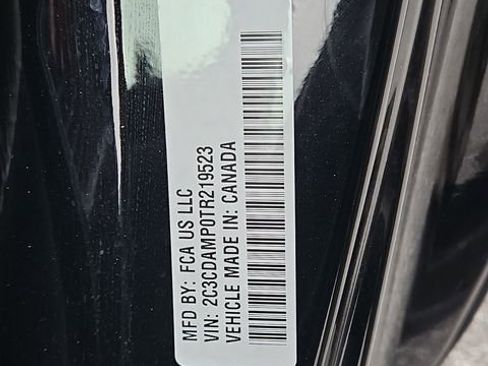 MFD BY: FCA US LLC
VIN: 2C3CDAMP0TR219523
VEHICLE MADE IN: CANADA